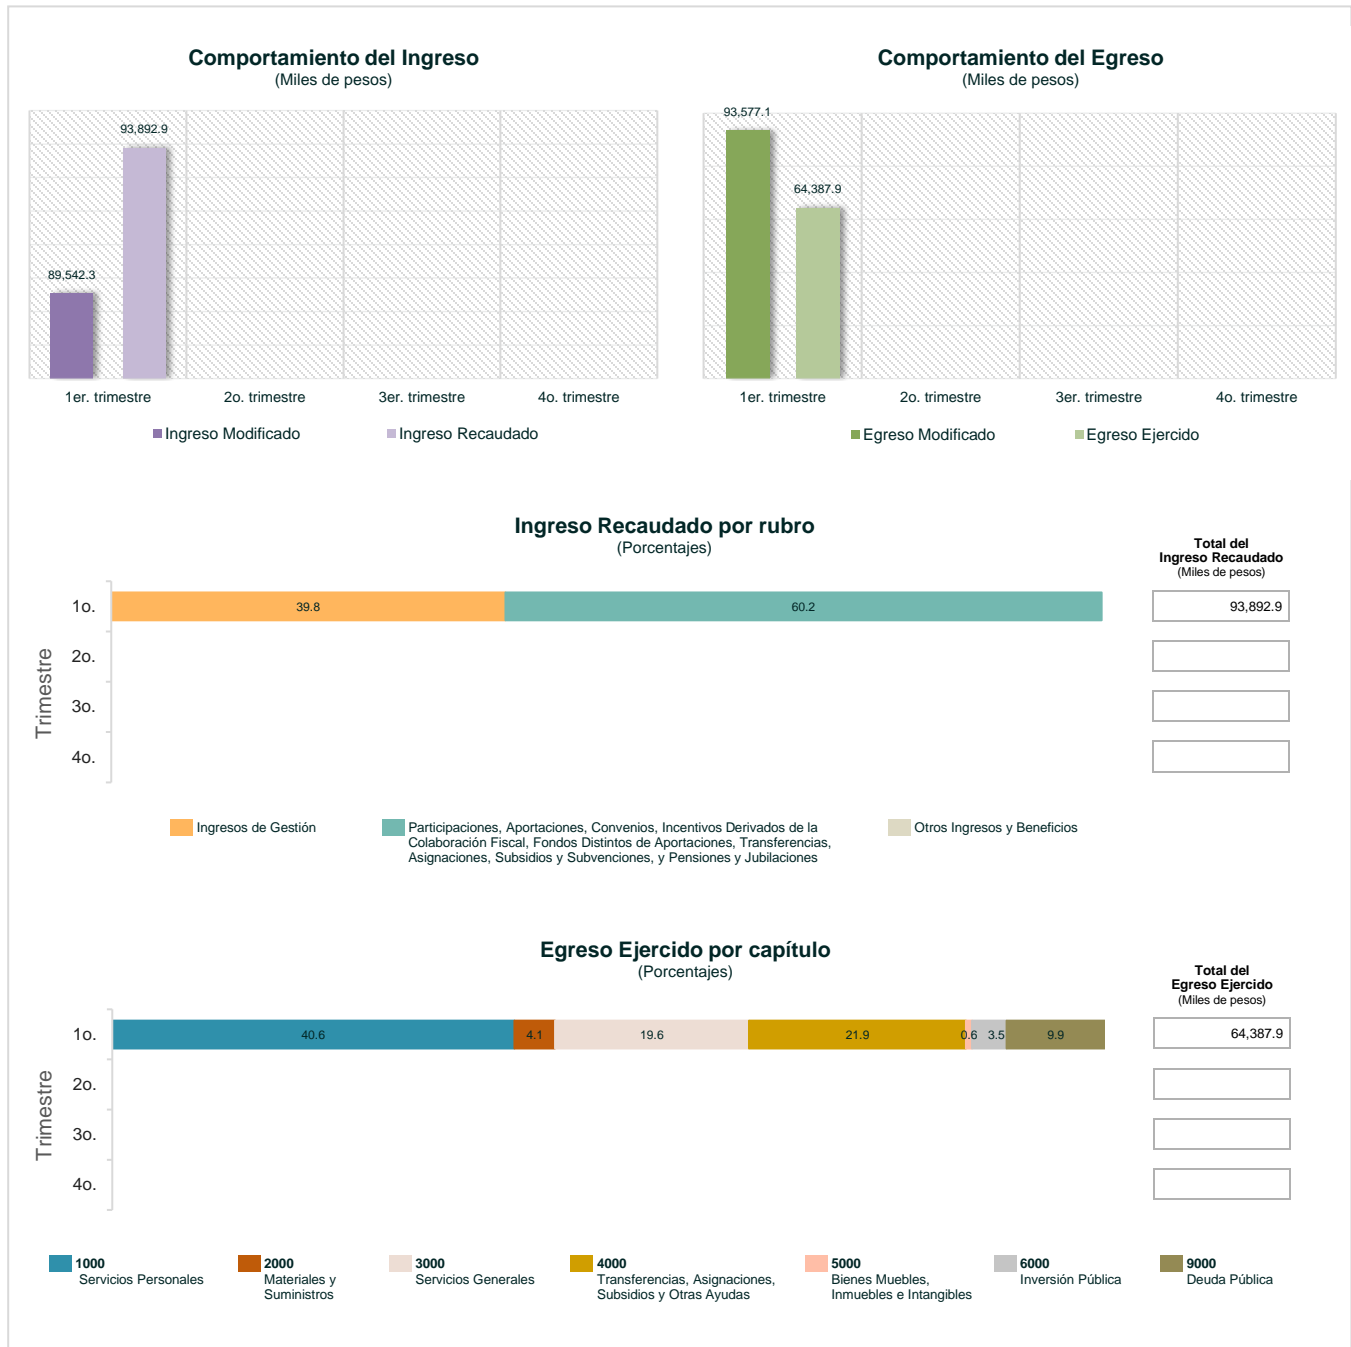 Comportamiento del Ingreso
(Miles de pesos)
93,892.9
89,542.3
1er. trimestre
2o. trimestre
3er. trimestre
4o. trimestre
Ingreso Modificado
Ingreso Recaudado
Comportamiento del Egreso
(Miles de pesos)
93,577.1
64,387.9
1er. trimestre
2o. trimestre
3er. trimestre
4o. trimestre
Egreso Modificado
Egreso Ejercido
Ingreso Recaudado por rubro
(Porcentajes)
Total del
Ingreso Recaudado
(Miles de pesos)
Trimestre
1o.
39.8
60.2
93,892.9
2o.
3o.
4o.
Ingresos de Gestión
Participaciones, Aportaciones, Convenios, Incentivos Derivados de la
Colaboración Fiscal, Fondos Distintos de Aportaciones, Transferencias,
Asignaciones, Subsidios y Subvenciones, y Pensiones y Jubilaciones
Otros Ingresos y Beneficios
Egreso Ejercido por capítulo
(Porcentajes)
Total del
Egreso Ejercido
(Miles de pesos)
Trimestre
1o.
40.6
4.1
19.6
21.9
0.6
3.5
9.9
64,387.9
2o.
3o.
4o.
1000
Servicios Personales
2000
Materiales y
Suministros
3000
Servicios Generales
4000
Transferencias, Asignaciones,
Subsidios y Otras Ayudas
5000
Bienes Muebles,
Inmuebles e Intangibles
6000
Inversión Pública
9000
Deuda Pública